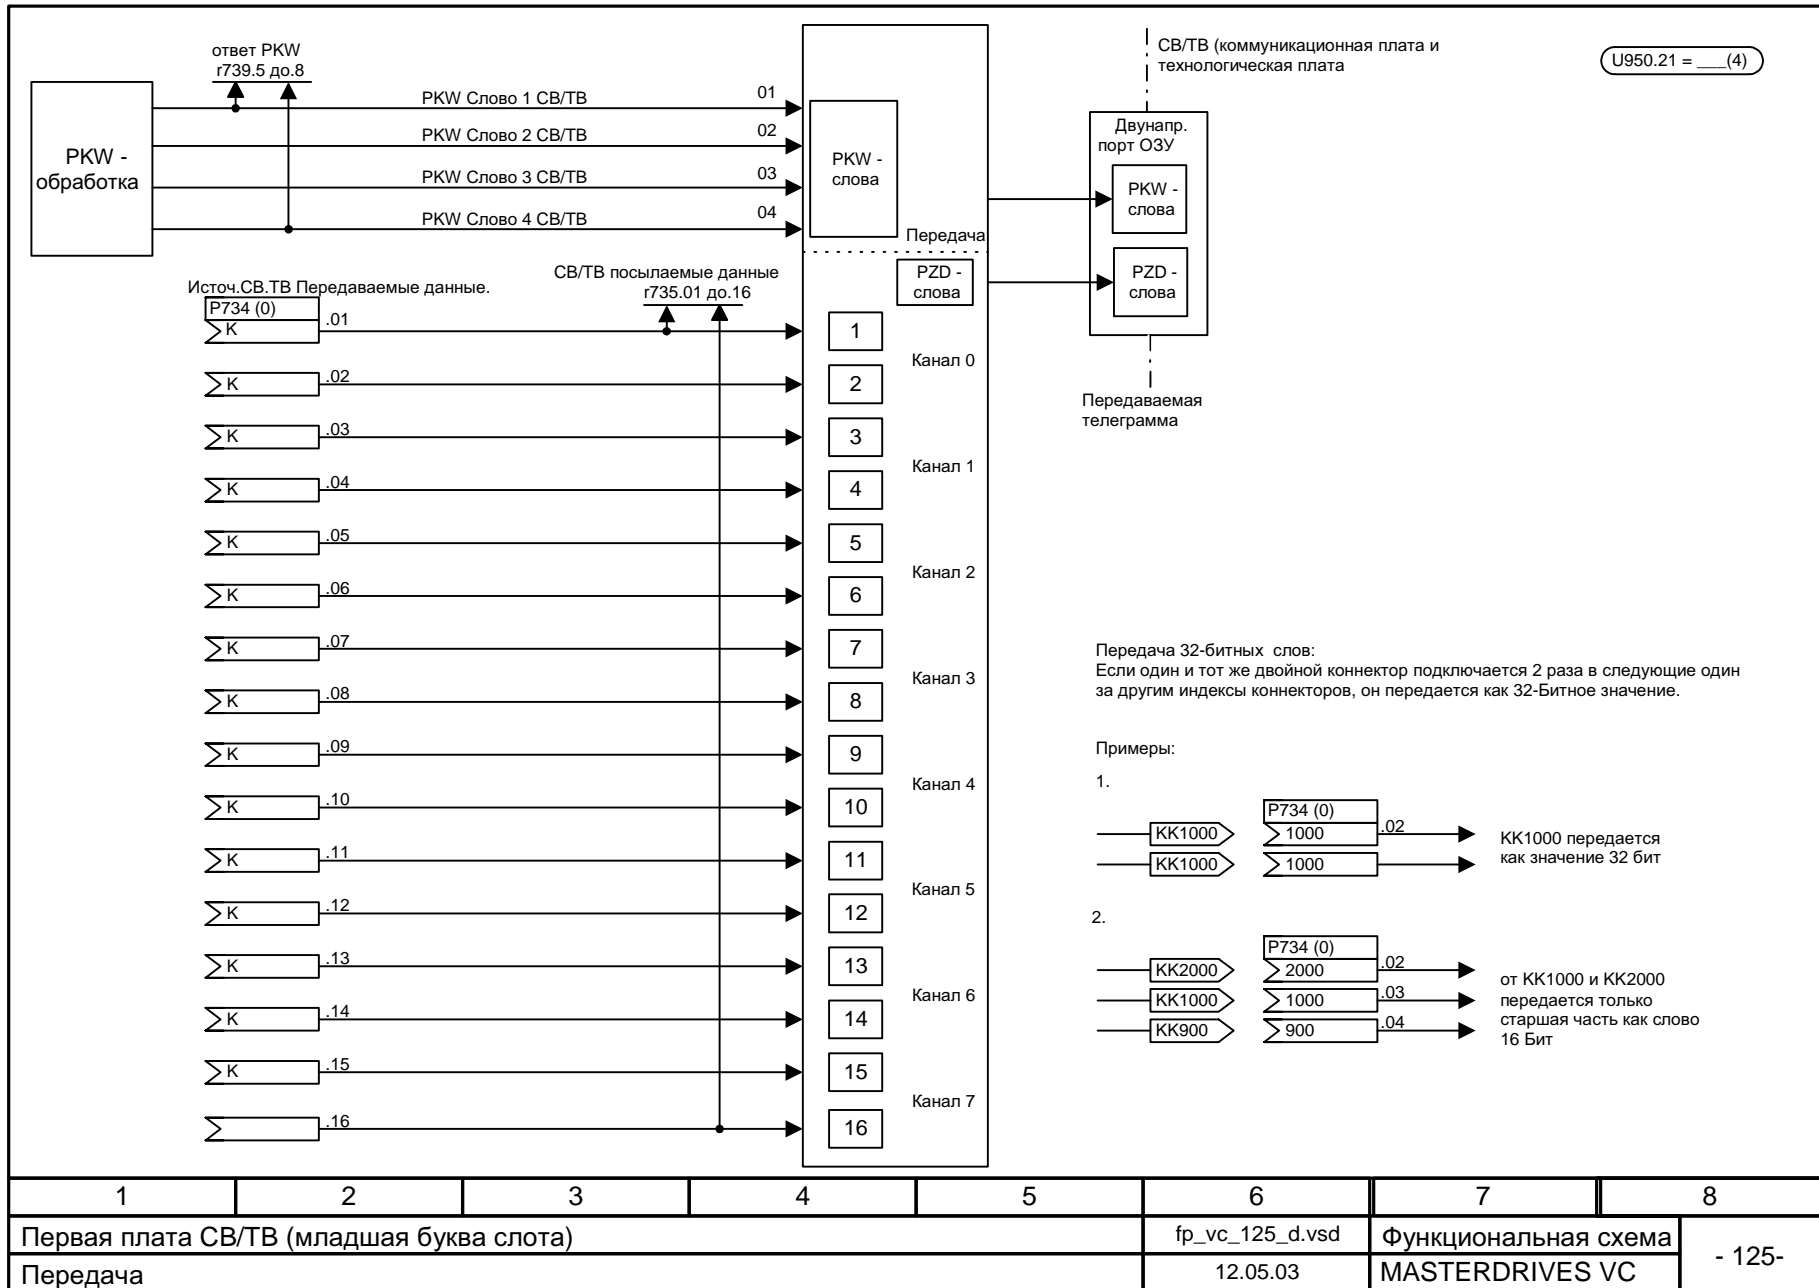 ответ PKW
r739.5 до.8
PKW - 
обработка
PKW Слово 1 СВ/ТВ
01
PKW Слово 2 СВ/ТВ
02
PKW Слово 3 СВ/ТВ
03
PKW Слово 4 СВ/ТВ
04
PKW -
слова
Передача
PZD -
слова
СВ/ТВ (коммуникационная плата и
технологическая плата
U950.21 = ___(4)
Двунапр.
порт ОЗУ
PKW -
слова
PZD -
слова
Передаваемая
телеграмма
СВ/ТВ посылаемые данные
r735.01 до.16
Источ.СВ.ТВ Передаваемые данные.
P734 (0)
K
.01
1
Канал 0
K
.02
2
K
.03
3
Канал 1
K
.04
4
K
.05
5
Канал 2
K
.06
6
K
.07
7
Канал 3
K
.08
8
K
.09
9
Канал 4
K
.10
10
K
.11
11
Канал 5
K
.12
12
K
.13
13
Канал 6
K
.14
14
K
.15
15
Канал 7
.16
16
Передача 32-битных слов:
Если один и тот же двойной коннектор подключается 2 раза в следующие один
за другим индексы коннекторов, он передается как 32-Битное значение.
Примеры:
1.
P734 (0)
KK1000
1000
.02
KK1000
1000
KK1000 передается
как значение 32 бит
2.
P734 (0)
KK2000
2000
.02
KK1000
1000
.03
KK900
900
.04
от KK1000 и KK2000
передается только
старшая часть как слово
16 Бит
1 2 3 4 5 6 7 8
Первая плата СВ/ТВ (младшая буква слота)
fp_vc_125_d.vsd
Функциональная схема
- 125-
Передача
12.05.03
MASTERDRIVES VC